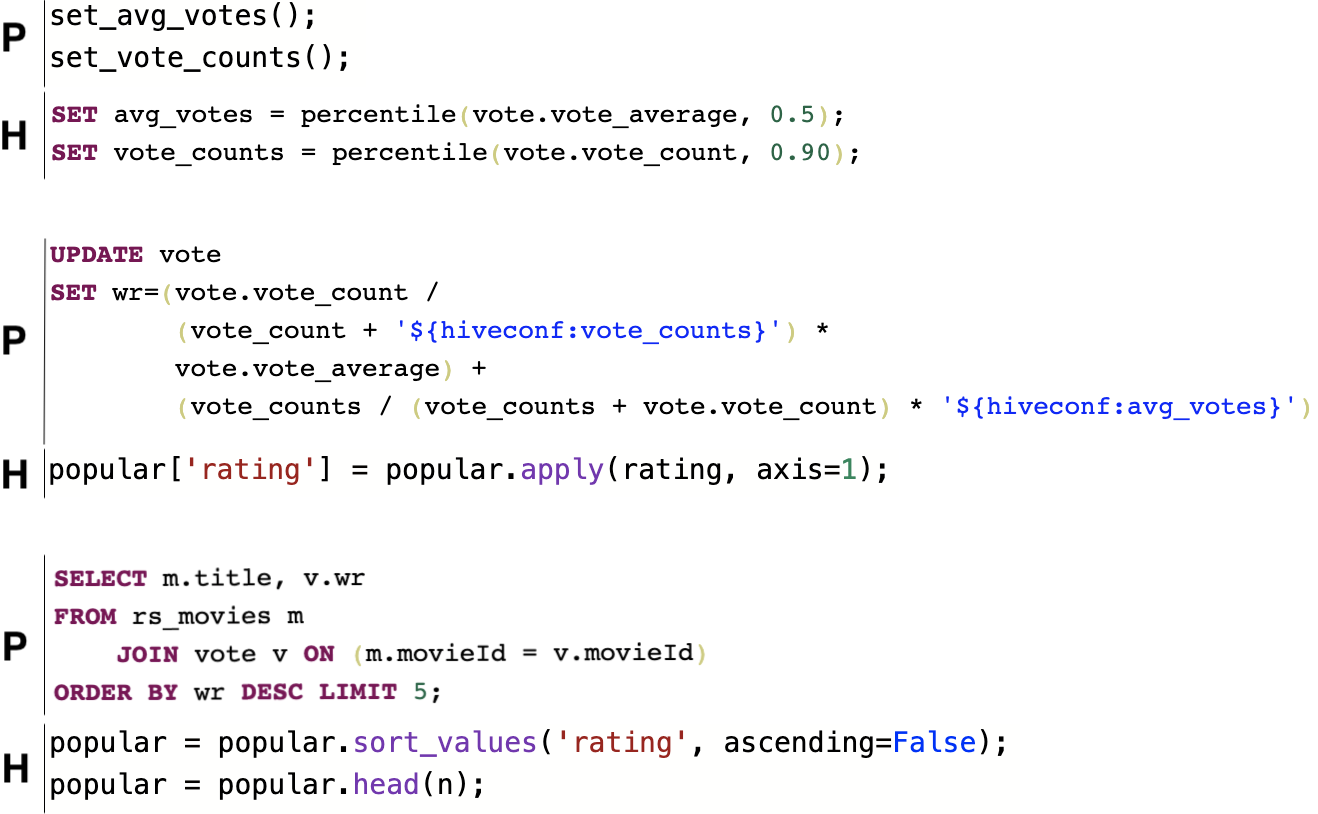 P
set_avg_votes();
set_vote_counts();
H
SET avg_votes = percentile(vote.vote_average, 0.5);
SET vote_counts = percentile(vote.vote_count, 0.90);
P
UPDATE vote
SET wr=(vote.vote_count /
(vote_count + '${hiveconf:vote_counts}') *
vote.vote_average) +
(vote_counts / (vote_counts + vote.vote_count) * '${hiveconf:avg_votes}')
H
popular['rating'] = popular.apply(rating, axis=1);
P
SELECT m.title, v.wr
FROM rs_movies m
JOIN vote v ON (m.movieId = v.movieId)
ORDER BY wr DESC LIMIT 5;
H
popular = popular.sort_values('rating', ascending=False);
popular = popular.head(n);